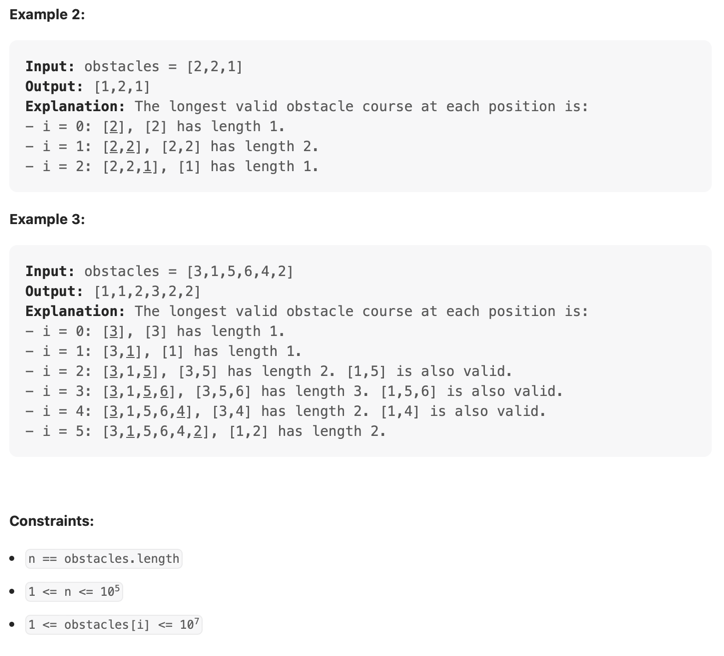 Example 2:
Input: obstacles = [2,2,1]
Output: [1,2,1]
Explanation: The longest valid obstacle course at each position is:
- i = 0: [2], [2] has length 1.
- i = 1: [2,2], [2,2] has length 2.
- i = 2: [2,2,1], [1] has length 1.
Example 3:
Input: obstacles = [3,1,5,6,4,2]
Output: [1,1,2,3,2,2]
Explanation: The longest valid obstacle course at each position is:
- i = 0: [3], [3] has length 1.
- i = 1: [3,1], [1] has length 1.
- i = 2: [3,1,5], [3,5] has length 2. [1,5] is also valid.
- i = 3: [3,1,5,6], [3,5,6] has length 3. [1,5,6] is also valid.
- i = 4: [3,1,5,6,4], [3,4] has length 2. [1,4] is also valid.
- i = 5: [3,1,5,6,4,2], [1,2] has length 2.
Constraints:
• n == obstacles.length
• 1 <= n <= 10⁵
• 1 <= obstacles[i] <= 10⁷